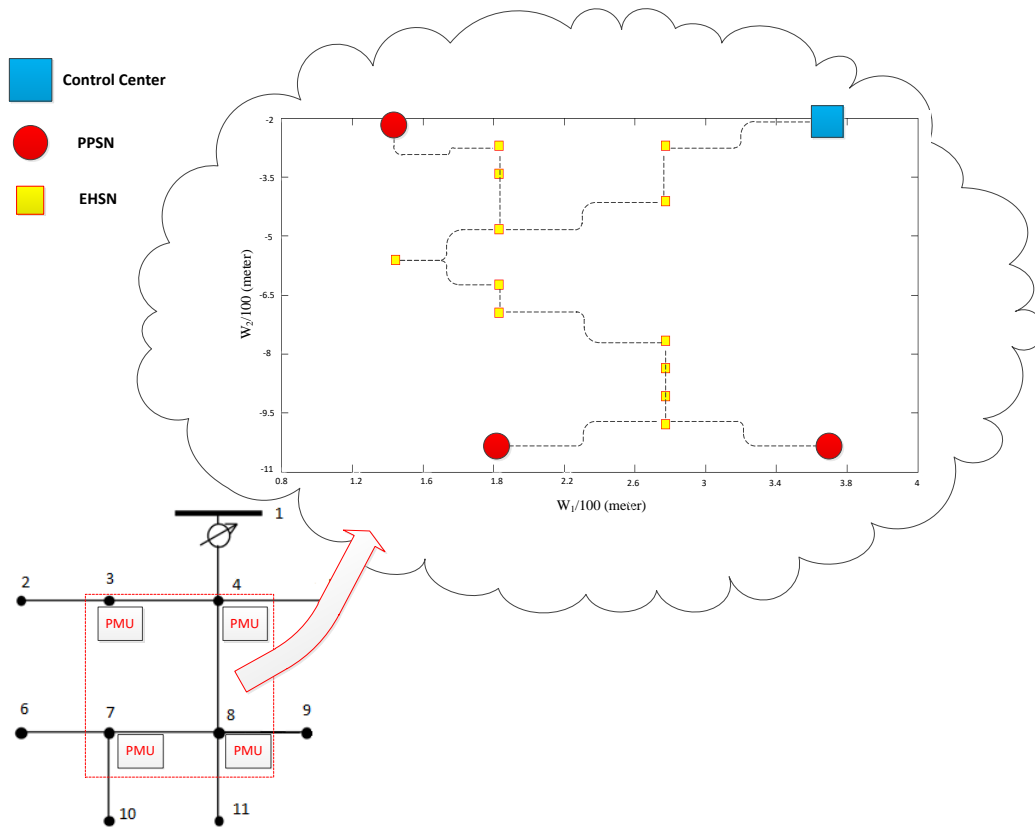 Control Center
PPSN
EHSN
-2
-3.5
-5
-6.5
-8
-9.5
-11
W2/100 (meter)
0.8 1.2 1.6 1.8 2.2 2.6 3 3.4 3.8 4
W1/100 (meter)
1
2 3 4
PMU PMU
6 7 8 9
PMU PMU
10 11